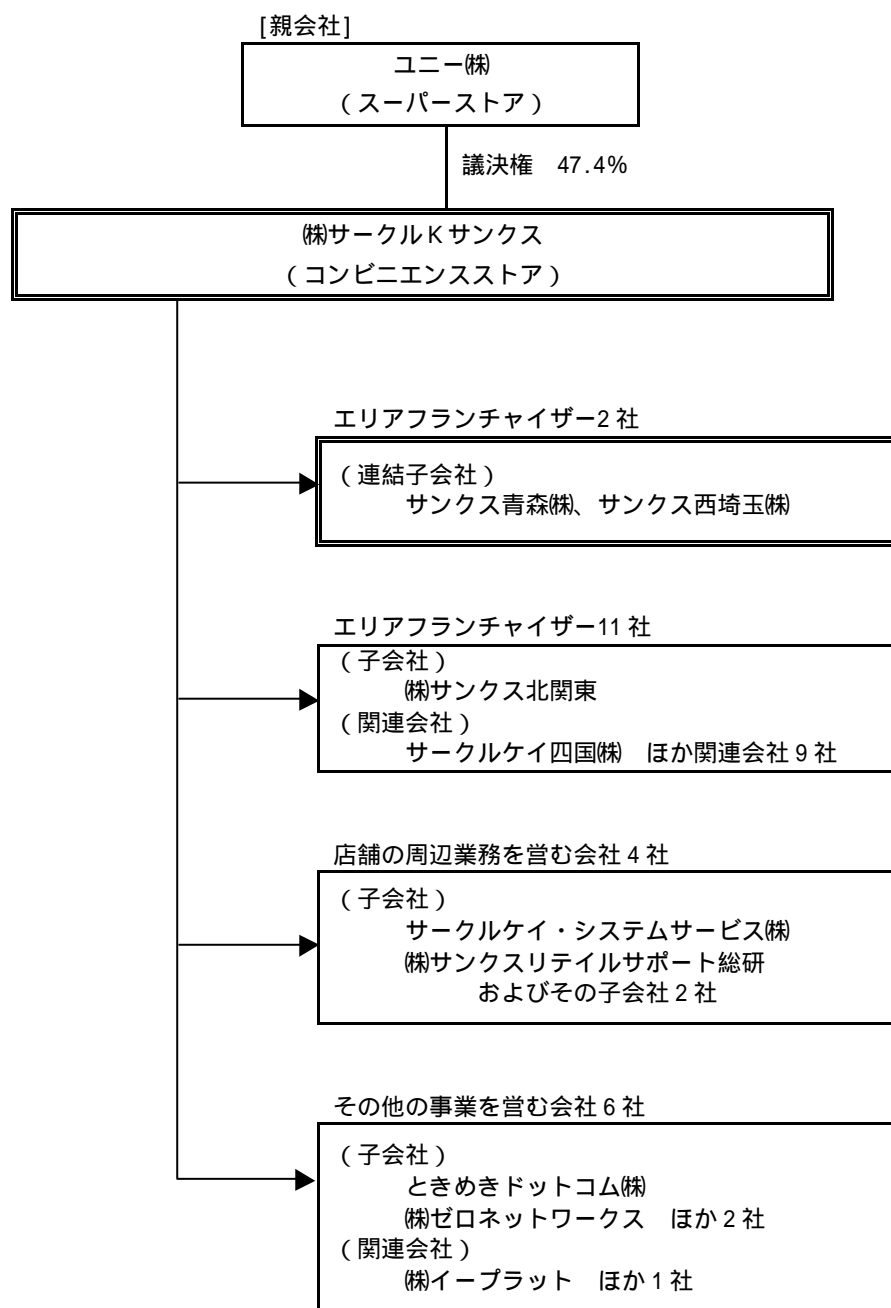 [親会社]
ユニー㈱
（スーパーストア）
議決権　47.4％
㈱サークルＫサンクス
（コンビニエンスストア）
エリアフランチャイザー2 社
（連結子会社）
サンクス青森㈱、サンクス西埼玉㈱
エリアフランチャイザー11 社
（子会社）
㈱サンクス北関東
（関連会社）
サークルケイ四国㈱　ほか関連会社 9 社
店舗の周辺業務を営む会社 4 社
（子会社）
サークルケイ・システムサービス㈱
㈱サンクスリテイルサポート総研
およびその子会社 2 社
その他の事業を営む会社 6 社
（子会社）
ときめきドットコム㈱
㈱ゼロネットワークス　ほか 2 社
（関連会社）
㈱イープラット　ほか 1 社